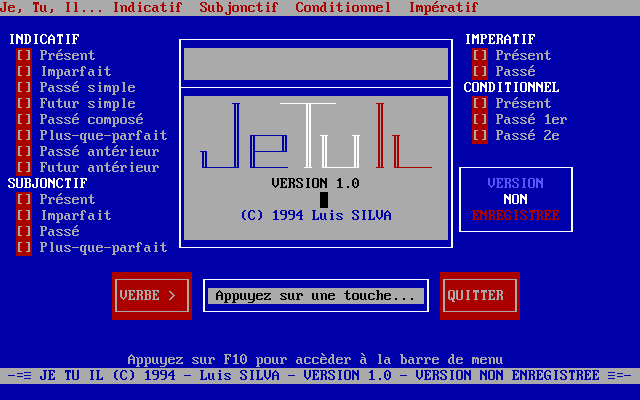 Je, Tu, Il... Indicatif Subjonctif Conditionnel Impératif
INDICATIF
[ ] Présent
[ ] Imparfait
[ ] Passé simple
[ ] Futur simple
[ ] Passé composé
[ ] Plus-que-parfait
[ ] Passé antérieur
[ ] Futur antérieur
SUBJONCTIF
[ ] Présent
[ ] Imparfait
[ ] Passé
[ ] Plus-que-parfait
JeTuIL
VERSION 1.0
(C) 1994 Luis SILVA
IMPERATIF
[ ] Présent
[ ] Passé
CONDITIONNEL
[ ] Présent
[ ] Passé 1er
[ ] Passé 2e
VERSION
NON
ENREGISTREE
VERBE >
Appuyez sur une touche...
QUITTER
Appuyez sur F10 pour accèder à la barre de menu
-=≡ JE TU IL (C) 1994 - Luis SILVA - VERSION 1.0 - VERSION NON ENREGISTREE ≡=-